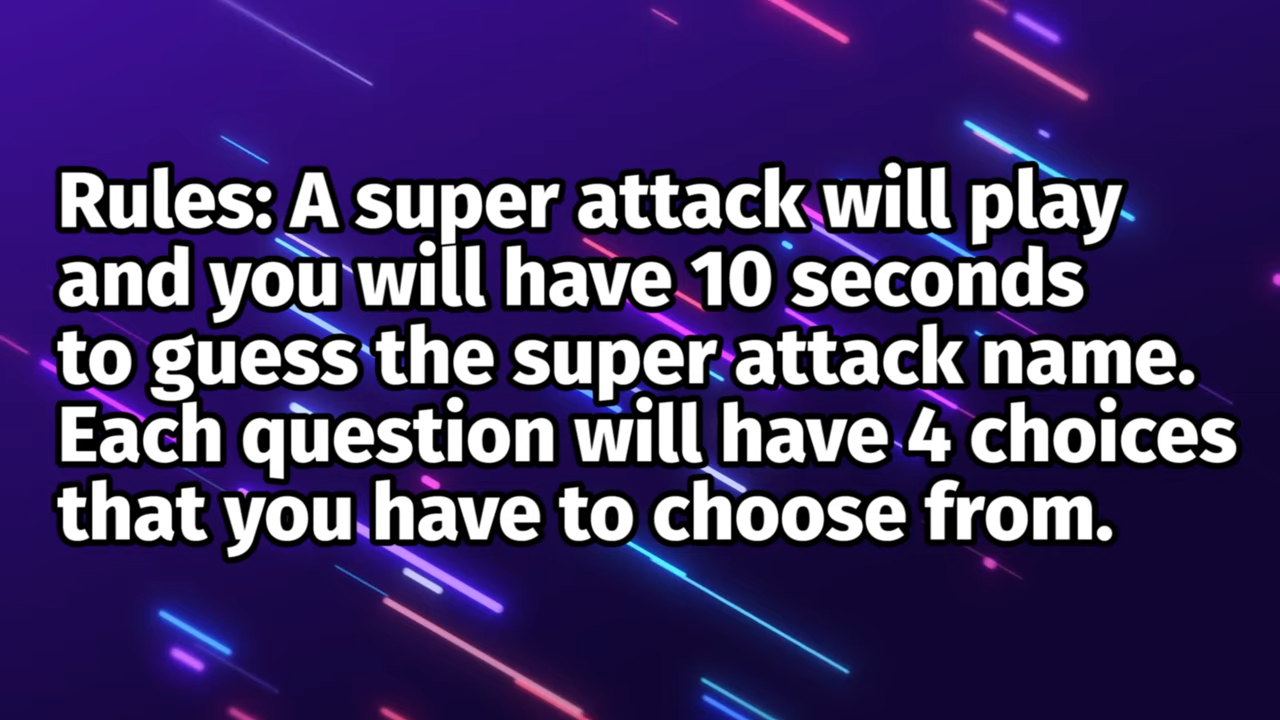 Rules: A super attack will play
and you will have 10 seconds
to guess the super attack name.
Each question will have 4 choices
that you have to choose from.